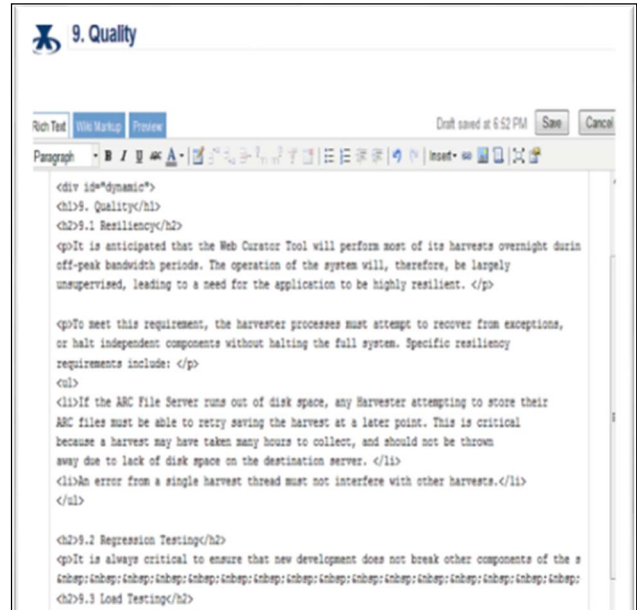 9. Quality
Rich Text Wiki Markup Preview Draft saved at 6:52 PM Save Cancel
Paragraph B I U Insert
<div id="dynamic">
<h1>9. Quality</h1>
<h2>9.1 Resiliency</h2>
<p>It is anticipated that the Web Curator Tool will perform most of its harvests overnight durin
off-peak bandwidth periods. The operation of the system will, therefore, be largely
unsupervised, leading to a need for the application to be highly resilient. </p>
<p>To meet this requirement, the harvester processes must attempt to recover from exceptions,
or halt independent components without halting the full system. Specific resiliency
requirements include: </p>
<ul>
<li>If the ARC File Server runs out of disk space, any Harvester attempting to store their
ARC files must be able to retry saving the harvest at a later point. This is critical
because a harvest may have taken many hours to collect, and should not be thrown
away due to lack of disk space on the destination server. </li>
<li>An error from a single harvest thread must not interfere with other harvests.</li>
</ul>
<h2>9.2 Regression Testing</h2>
<p>It is always critical to ensure that new development does not break other components of the s
&nbsp;&nbsp;&nbsp;&nbsp;&nbsp;&nbsp;&nbsp;&nbsp;&nbsp;&nbsp;&nbsp;&nbsp;&nbsp;&nbsp;&nbsp;
<h2>9.3 Load Testing</h2>